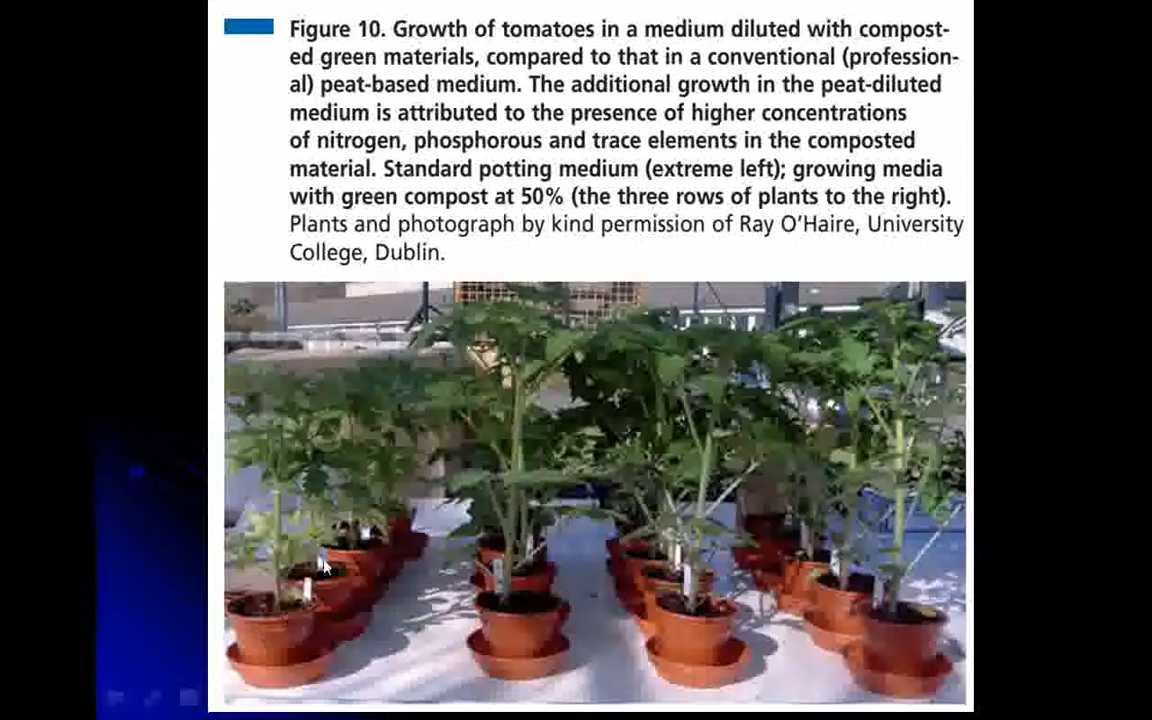 Figure 10. Growth of tomatoes in a medium diluted with compost-
ed green materials, compared to that in a conventional (profession-
al) peat-based medium. The additional growth in the peat-diluted
medium is attributed to the presence of higher concentrations
of nitrogen, phosphorous and trace elements in the composted
material. Standard potting medium (extreme left); growing media
with green compost at 50% (the three rows of plants to the right).
Plants and photograph by kind permission of Ray O’Haire, University
College, Dublin.